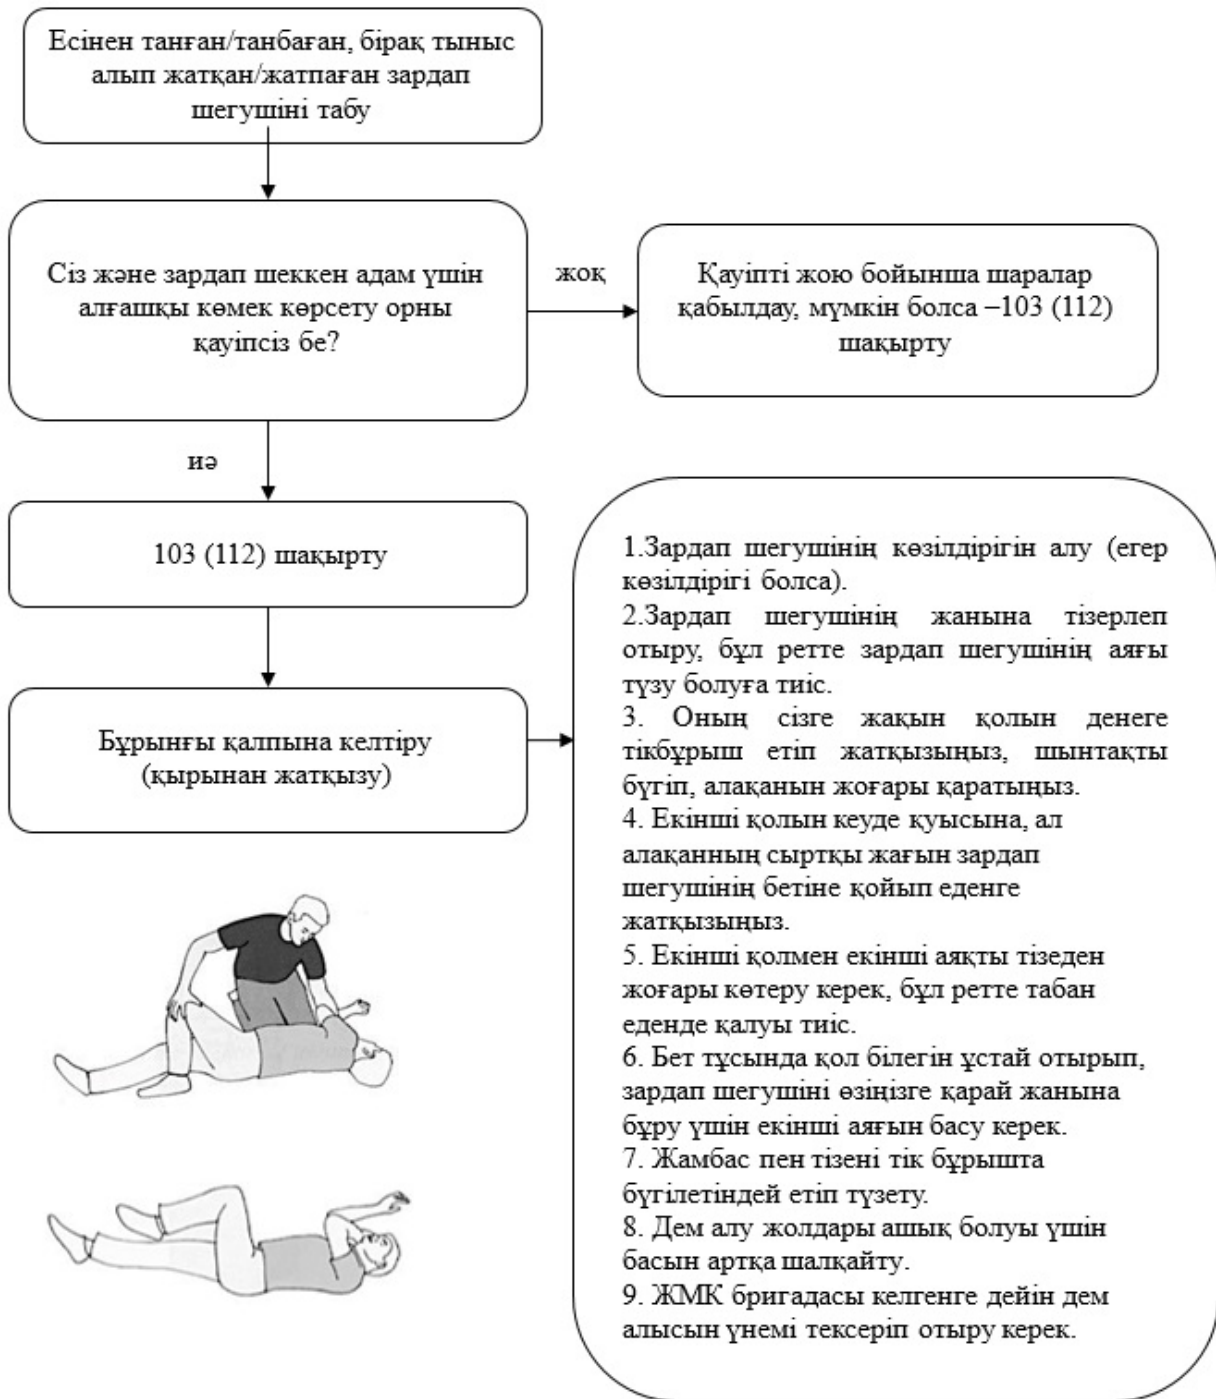 Есінен танған/танбаған, бірақ тыныс
алып жатқан/жатпаған зардап
шегушіні табу
Сіз және зардап шеккен адам үшін
алғашқы көмек көрсету орны
қауіпсіз бе?
жоқ
Қауіпті жою бойынша шаралар
қабылдау, мүмкін болса –103 (112)
шақырту
иә
103 (112) шақырту
Бұрынғы қалпына келтіру
(қырынан жатқызу)
1.Зардап шегушінің көзілдірігін алу (егер
көзілдірігі болса).
2.Зардап шегушінің жанына тізерлеп
отыру, бұл ретте зардап шегушінің аяғы
түзу болуға тиіс.
3. Оның сізге жақын қолын денеге
тікбұрыш етіп жатқызыңыз, шынтақты
бүгіп, алақанын жоғары қаратыңыз.
4. Екінші қолын кеуде қуысына, ал
алақанның сыртқы жағын зардап
шегушінің бетіне қойып еденге
жатқызыңыз.
5. Екінші қолмен екінші аяқты тізеден
жоғары көтеру керек, бұл ретте табан
еденде қалуы тиіс.
6. Бет тұсында қол білегін ұстай отырып,
зардап шегушіні өзіңізге қарай жанына
бұру үшін екінші аяғын басу керек.
7. Жамбас пен тізені тік бұрышта
бүгілетіндей етіп түзету.
8. Дем алу жолдары ашық болуы үшін
басын артқа шалқайту.
9. ЖМК бригадасы келгенге дейін дем
алысын үнемі тексеріп отыру керек.